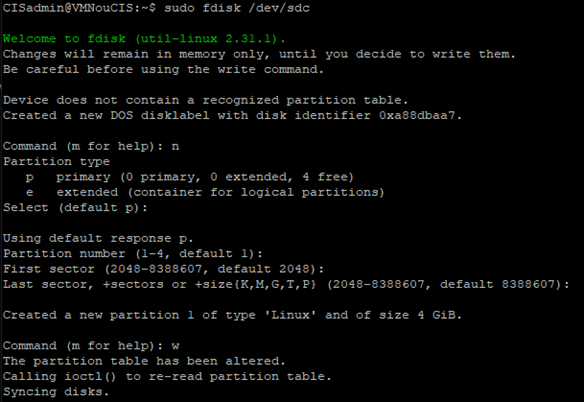 CISadmin@VMNouCIS:~$ sudo fdisk /dev/sdc
Welcome to fdisk (util-linux 2.31.1).
Changes will remain in memory only, until you decide to write them.
Be careful before using the write command.
Device does not contain a recognized partition table.
Created a new DOS disklabel with disk identifier 0xa88dbaa7.
Command (m for help): n
Partition type
p primary (0 primary, 0 extended, 4 free)
e extended (container for logical partitions)
Select (default p):
Using default response p.
Partition number (1-4, default 1):
First sector (2048-8388607, default 2048):
Last sector, +sectors or +size{K,M,G,T,P} (2048-8388607, default 8388607):
Created a new partition 1 of type 'Linux' and of size 4 GiB.
Command (m for help): w
The partition table has been altered.
Calling ioctl() to re-read partition table.
Syncing disks.